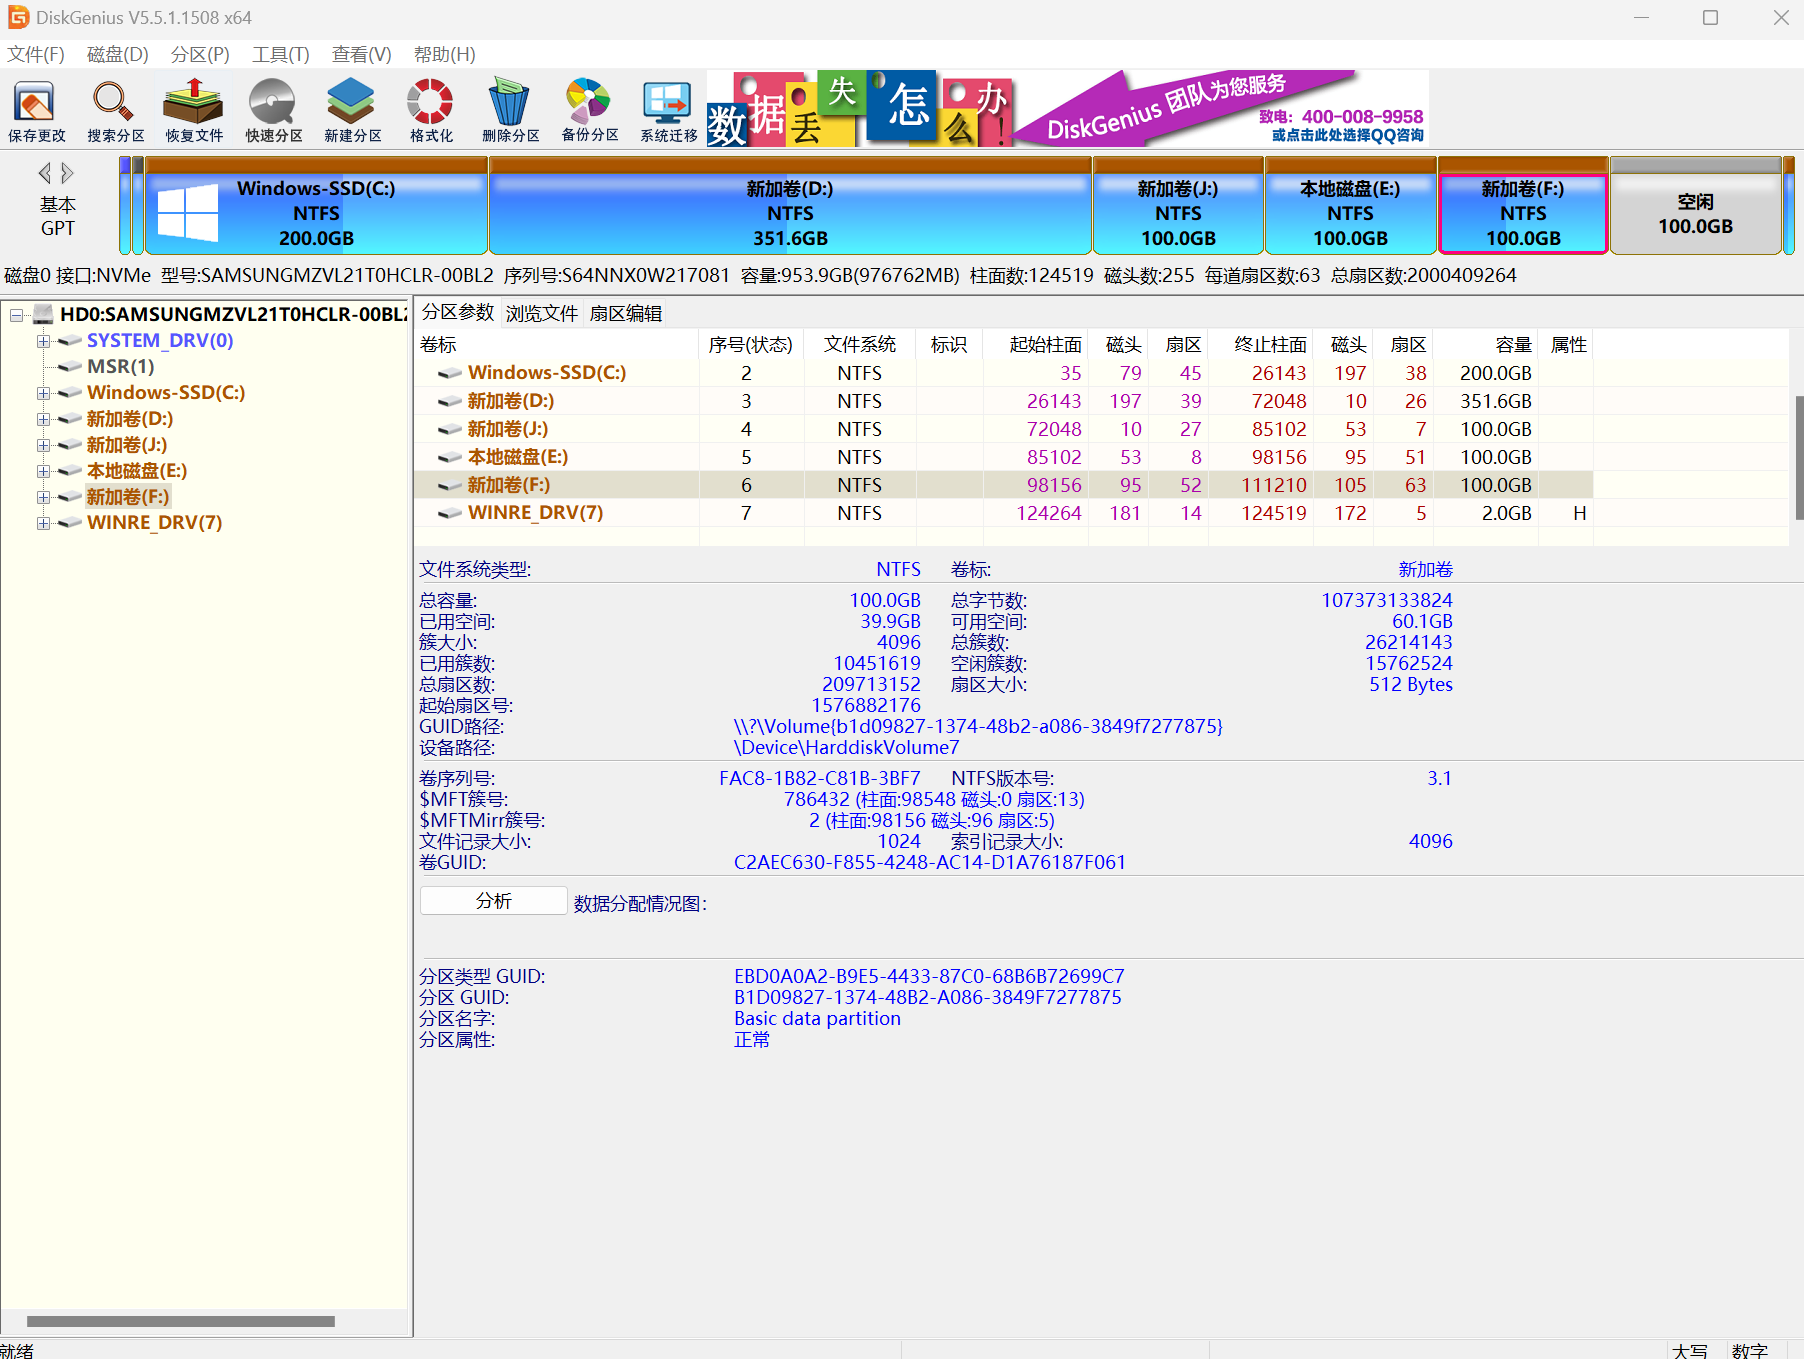 DiskGenius V5.5.1.1508 x64
文件(F) 磁盘(D) 分区(P) 工具(T) 查看(V) 帮助(H)
保存更改 搜索分区 恢复文件 快速分区 新建分区 格式化 删除分区 备份分区 系统迁移
数据丢失怎么办!
DiskGenius 团队为您服务
致电: 400-008-9958
或点击此处选择QQ咨询
基本
GPT
Windows-SSD(C:)
NTFS
200.0GB
新加卷(D:)
NTFS
351.6GB
新加卷(J:)
NTFS
100.0GB
本地磁盘(E:)
NTFS
100.0GB
新加卷(F:)
NTFS
100.0GB
空闲
100.0GB
磁盘0 接口:NVMe 型号:SAMSUNGMZVL21T0HCLR-00BL2 序列号:S64NNX0W217081 容量:953.9GB(976762MB) 柱面数:124519 磁头数:255 每道扇区数:63 总扇区数:2000409264
HD0:SAMSUNGMZVL21T0HCLR-00BL2
SYSTEM_DRV(0)
MSR(1)
Windows-SSD(C:)
新加卷(D:)
新加卷(J:)
本地磁盘(E:)
新加卷(F:)
WINRE_DRV(7)
分区参数 浏览文件 扇区编辑
卷标 序号(状态) 文件系统 标识 起始柱面 磁头 扇区 终止柱面 磁头 扇区 容量 属性
Windows-SSD(C:) 2 NTFS 35 79 45 26143 197 38 200.0GB
新加卷(D:) 3 NTFS 26143 197 39 72048 10 26 351.6GB
新加卷(J:) 4 NTFS 72048 10 27 85102 53 7 100.0GB
本地磁盘(E:) 5 NTFS 85102 53 8 98156 95 51 100.0GB
新加卷(F:) 6 NTFS 98156 95 52 111210 105 63 100.0GB
WINRE_DRV(7) 7 NTFS 124264 181 14 124519 172 5 2.0GB H
文件系统类型: NTFS 卷标: 新加卷
总容量: 100.0GB 总字节数: 107373133824
已用空间: 39.9GB 可用空间: 60.1GB
簇大小: 4096 总簇数: 26214143
已用簇数: 10451619 空闲簇数: 15762524
总扇区数: 209713152 扇区大小: 512 Bytes
起始扇区号: 1576882176
GUID路径: \\?\Volume{b1d09827-1374-48b2-a086-3849f7277875}
设备路径: \Device\HarddiskVolume7
卷序列号: FAC8-1B82-C81B-3BF7 NTFS版本号: 3.1
$MFT簇号: 786432 (柱面:98548 磁头:0 扇区:13)
$MFTMirr簇号: 2 (柱面:98156 磁头:96 扇区:5)
文件记录大小: 1024 索引记录大小: 4096
卷GUID: C2AEC630-F855-4248-AC14-D1A76187F061
分析 数据分配情况图:
分区类型 GUID: EBD0A0A2-B9E5-4433-87C0-68B6B72699C7
分区 GUID: B1D09827-1374-48B2-A086-3849F7277875
分区名字: Basic data partition
分区属性: 正常
就绪 大写 数字